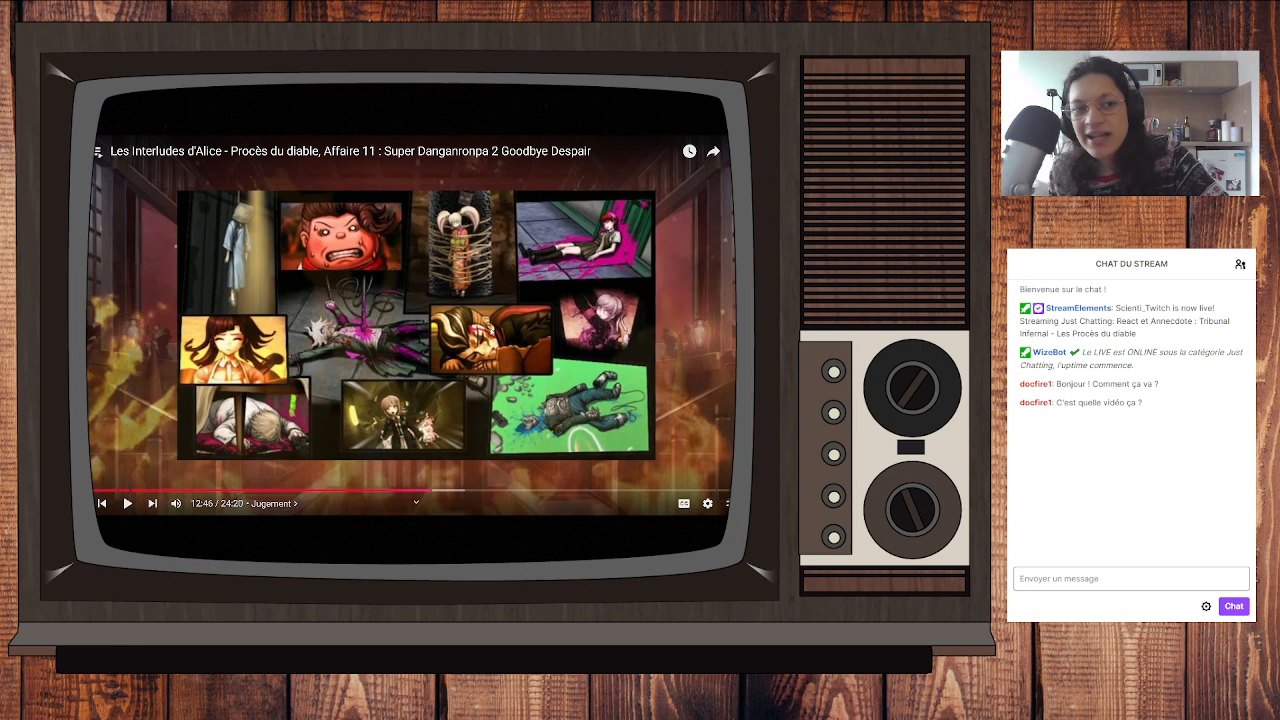 Les Interludes d'Alice - Procès du diable, Affaire 11 : Super Danganronpa 2 Goodbye Despair
12:46 / 24:20 • Jugement >
CHAT DU STREAM
Bienvenue sur le chat !
StreamElements: Scienti_Twitch is now live!
Streaming Just Chatting: React et Annecdote : Tribunal
Infernal - Les Procès du diable
WizeBot ✔ Le LIVE est ONLINE sous la catégorie Just
Chatting, l'uptime commence.
docfire1: Bonjour ! Comment ça va ?
docfire1: C'est quelle vidéo ça ?
Envoyer un message
Chat